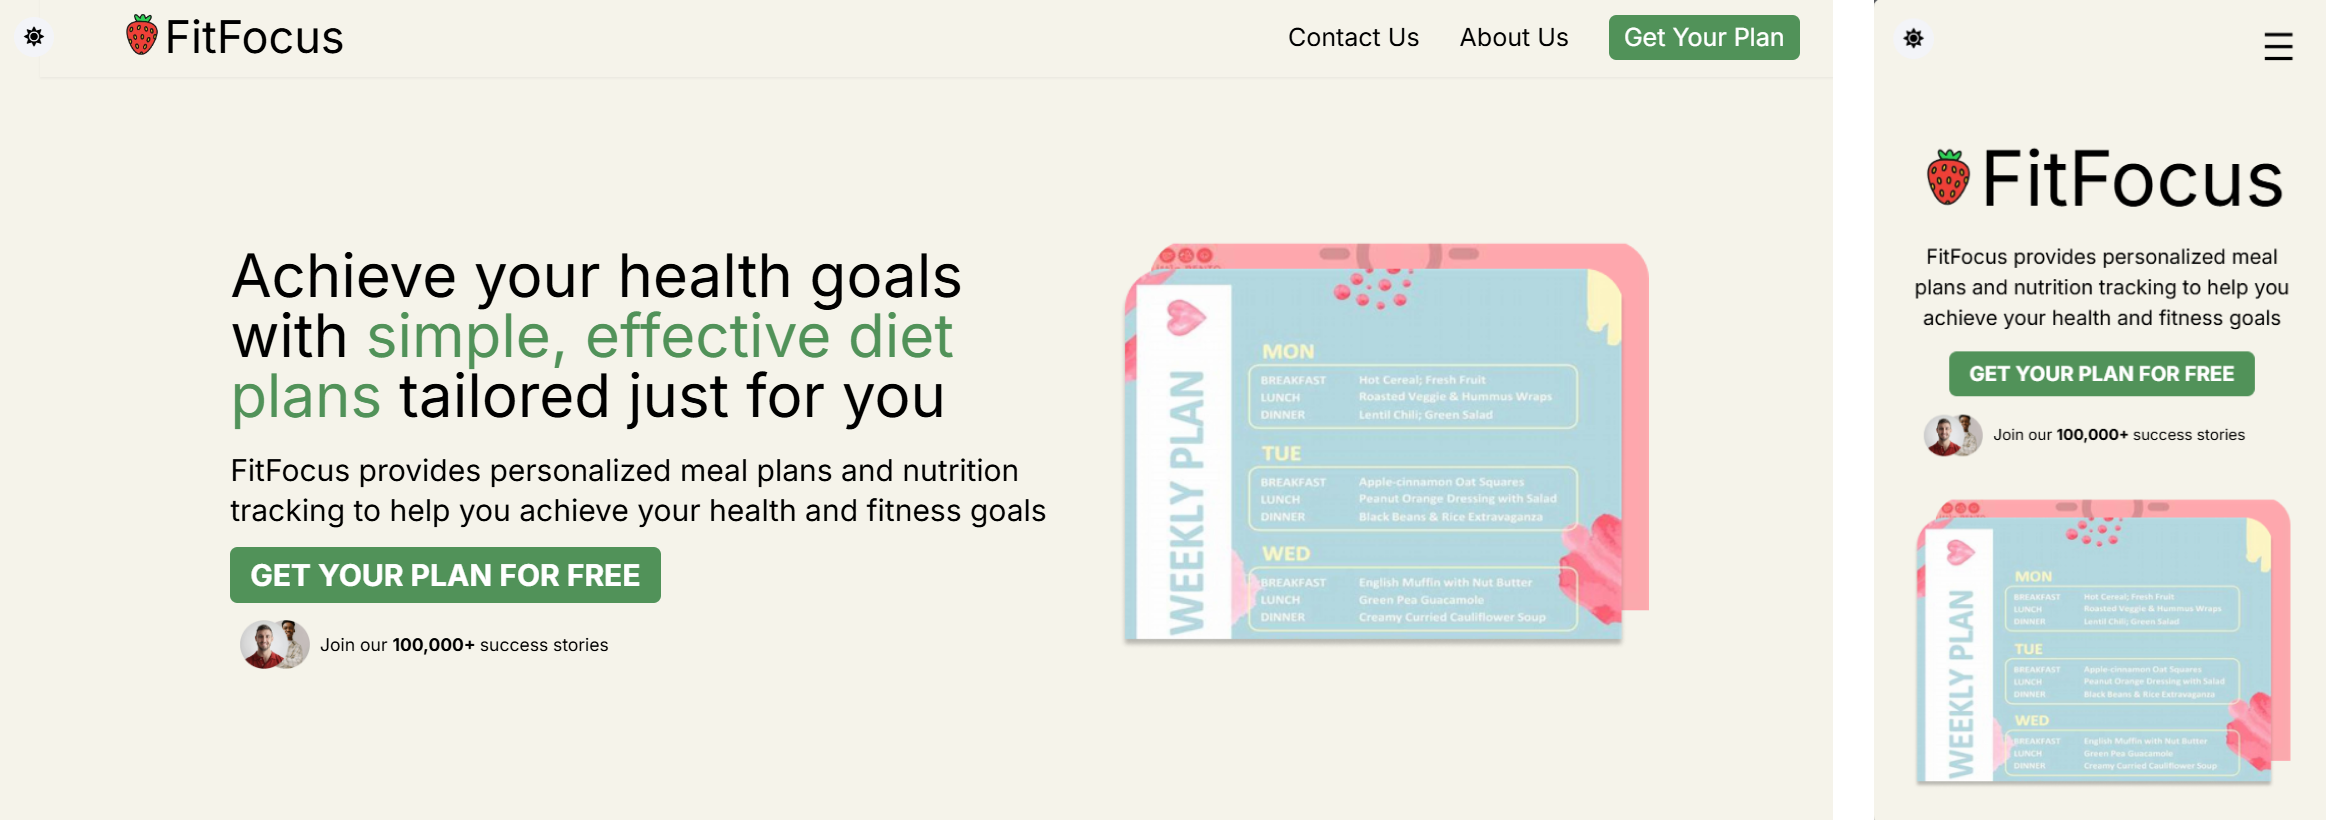 FitFocus
Contact Us
About Us
Get Your Plan
Achieve your health goals
with simple, effective diet
plans tailored just for you
FitFocus provides personalized meal plans and nutrition
tracking to help you achieve your health and fitness goals
GET YOUR PLAN FOR FREE
Join our 100,000+ success stories
WEEKLY PLAN
MON
BREAKFAST Hot Cereal; Fresh Fruit
LUNCH Roasted Veggie & Hummus Wraps
DINNER Lentil Chili; Green Salad
TUE
BREAKFAST Apple-cinnamon Oat Squares
LUNCH Peanut Orange Dressing with Salad
DINNER Black Beans & Rice Extravaganza
WED
BREAKFAST English Muffin with Nut Butter
LUNCH Green Pea Guacamole
DINNER Creamy Curried Cauliflower Soup
FitFocus
FitFocus provides personalized meal
plans and nutrition tracking to help you
achieve your health and fitness goals
GET YOUR PLAN FOR FREE
Join our 100,000+ success stories
WEEKLY PLAN
MON
BREAKFAST Hot Cereal; Fresh Fruit
LUNCH Roasted Veggie & Hummus Wraps
DINNER Lentil Chili; Green Salad
TUE
BREAKFAST Apple-cinnamon Oat Squares
LUNCH Peanut Orange Dressing with Salad
DINNER Black Beans & Rice Extravaganza
WED
BREAKFAST English Muffin with Nut Butter
LUNCH Green Pea Guacamole
DINNER Creamy Curried Cauliflower Soup